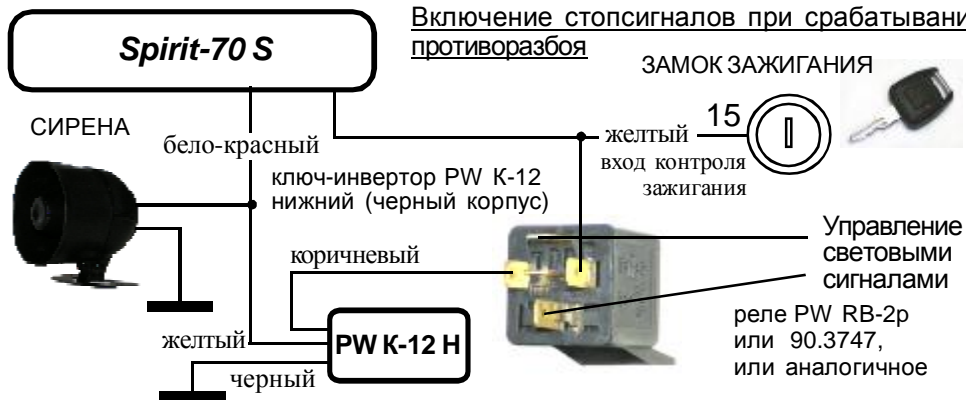 Включение стопсигналов при срабатывани
противоразбоя
Spirit-70 S
ЗАМОК ЗАЖИГАНИЯ
СИРЕНА
15
бело-красный
желтый
вход контроля
зажигания
ключ-инвертор PW К-12
нижний (черный корпус)
Управление
световыми
сигналами
коричневый
реле PW RB-2р
или 90.3747,
или аналогичное
желтый
PW К-12 Н
черный